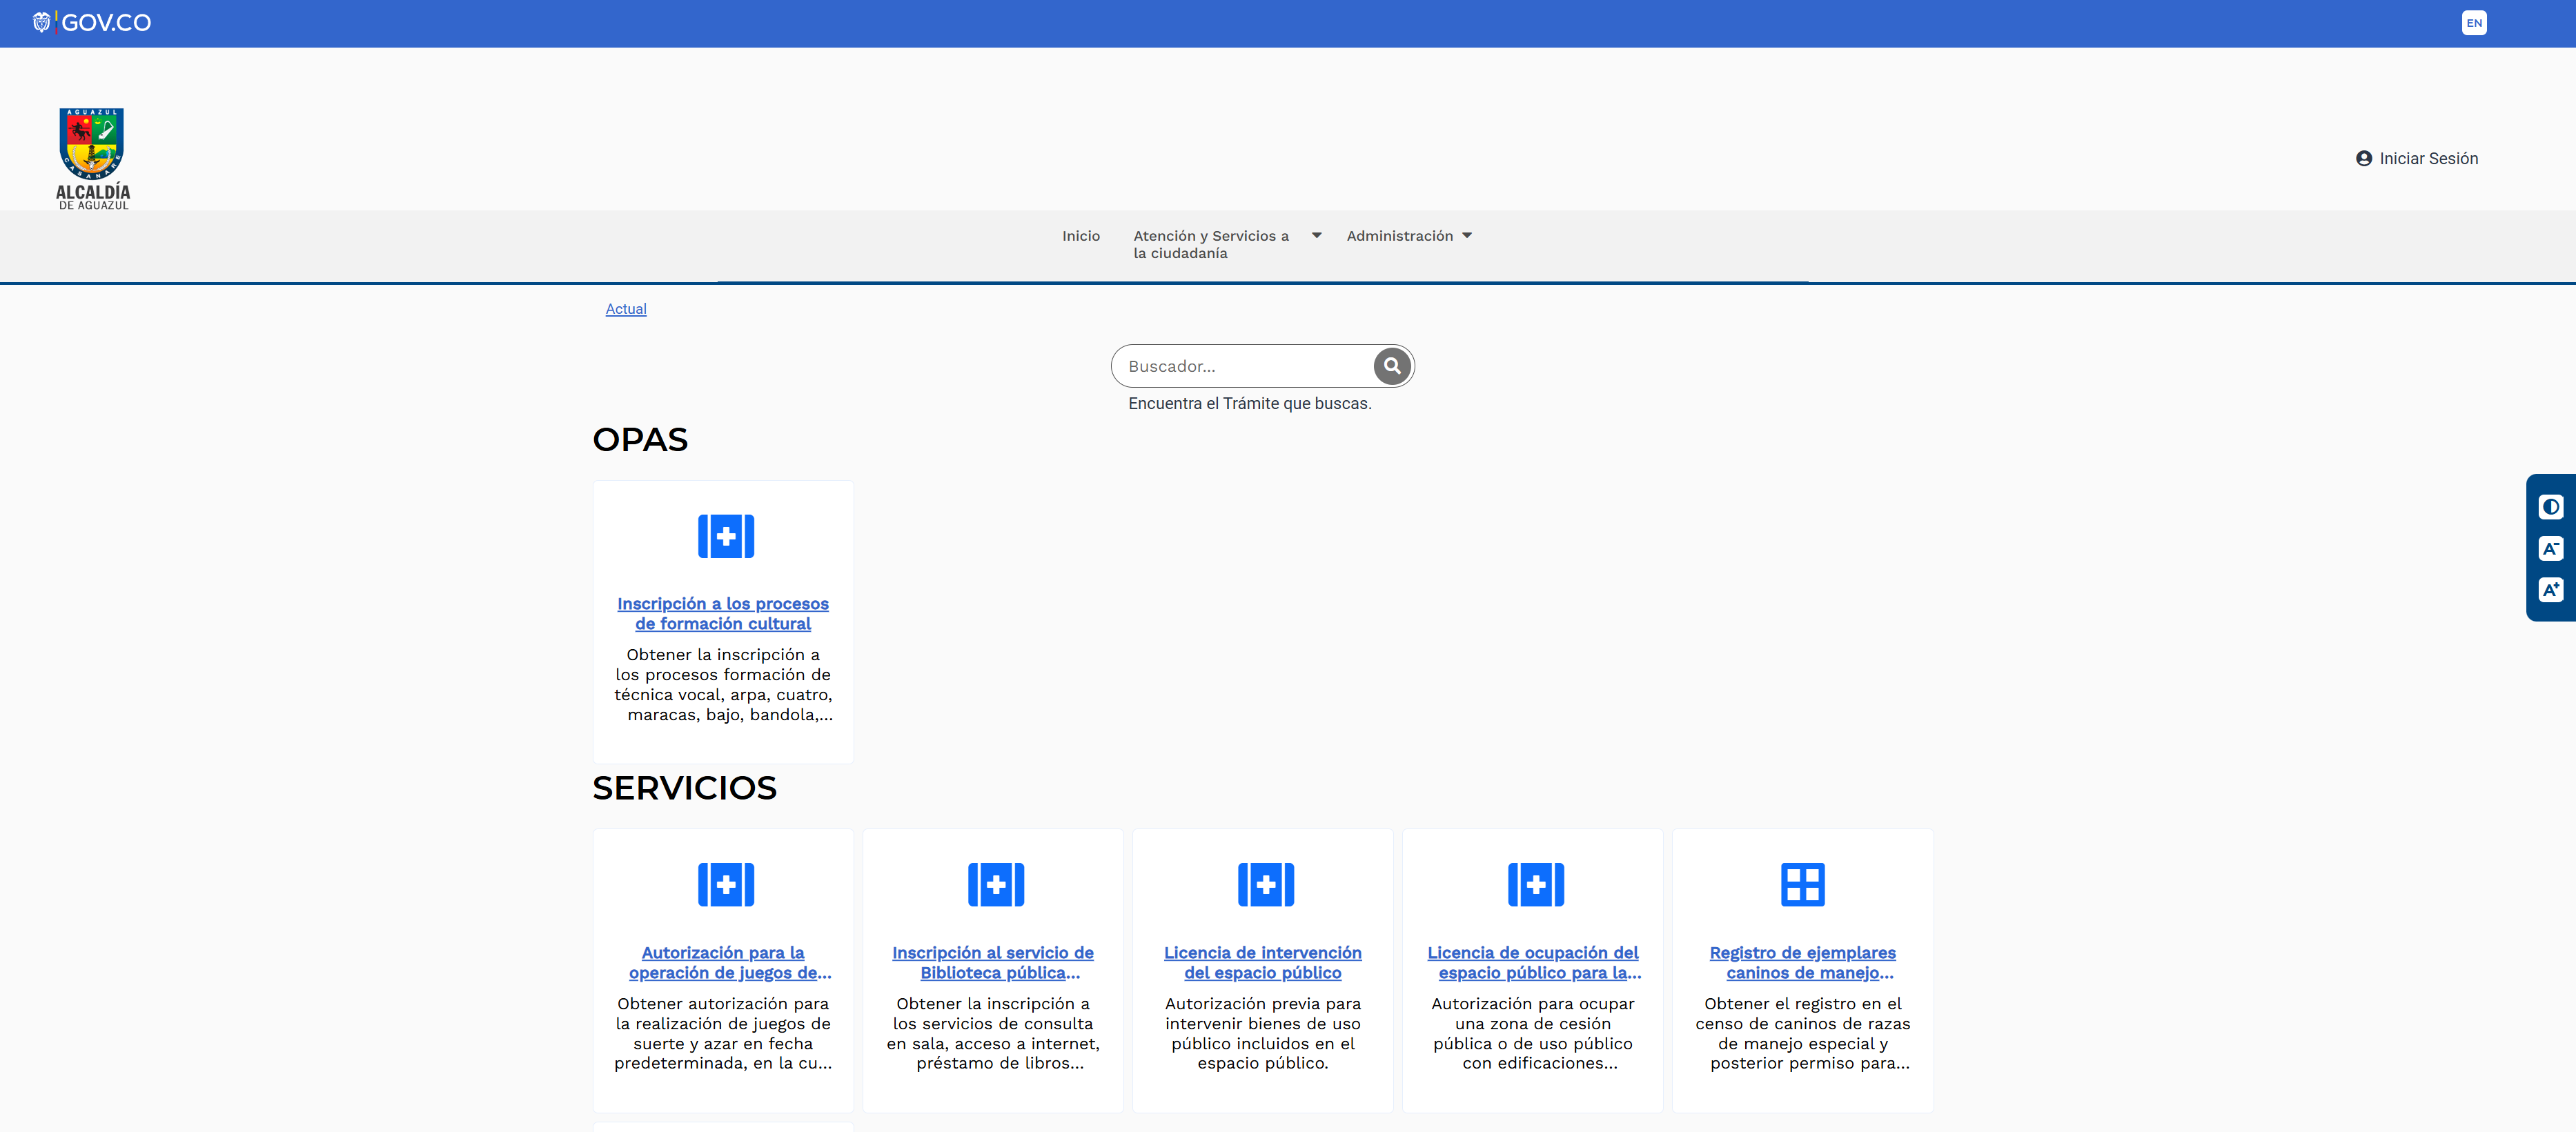 GOV.CO
EN
AGUAZUL
CASANARE
ALCALDÍA
DE AGUAZUL
Iniciar Sesión
Inicio
Atención y Servicios a
la ciudadanía
Administración
Actual
Buscador...
Encuentra el Trámite que buscas.
OPAS
Inscripción a los procesos
de formación cultural
Obtener la inscripción a
los procesos formación de
técnica vocal, arpa, cuatro,
maracas, bajo, bandola,...
A-
A+
SERVICIOS
Autorización para la
operación de juegos de...
Obtener autorización para
la realización de juegos de
suerte y azar en fecha
predeterminada, en la cu...
Inscripción al servicio de
Biblioteca pública...
Obtener la inscripción a
los servicios de consulta
en sala, acceso a internet,
préstamo de libros...
Licencia de intervención
del espacio público
Autorización previa para
intervenir bienes de uso
público incluidos en el
espacio público.
Licencia de ocupación del
espacio público para la...
Autorización para ocupar
una zona de cesión
pública o de uso público
con edificaciones...
Registro de ejemplares
caninos de manejo...
Obtener el registro en el
censo de caninos de razas
de manejo especial y
posterior permiso para...